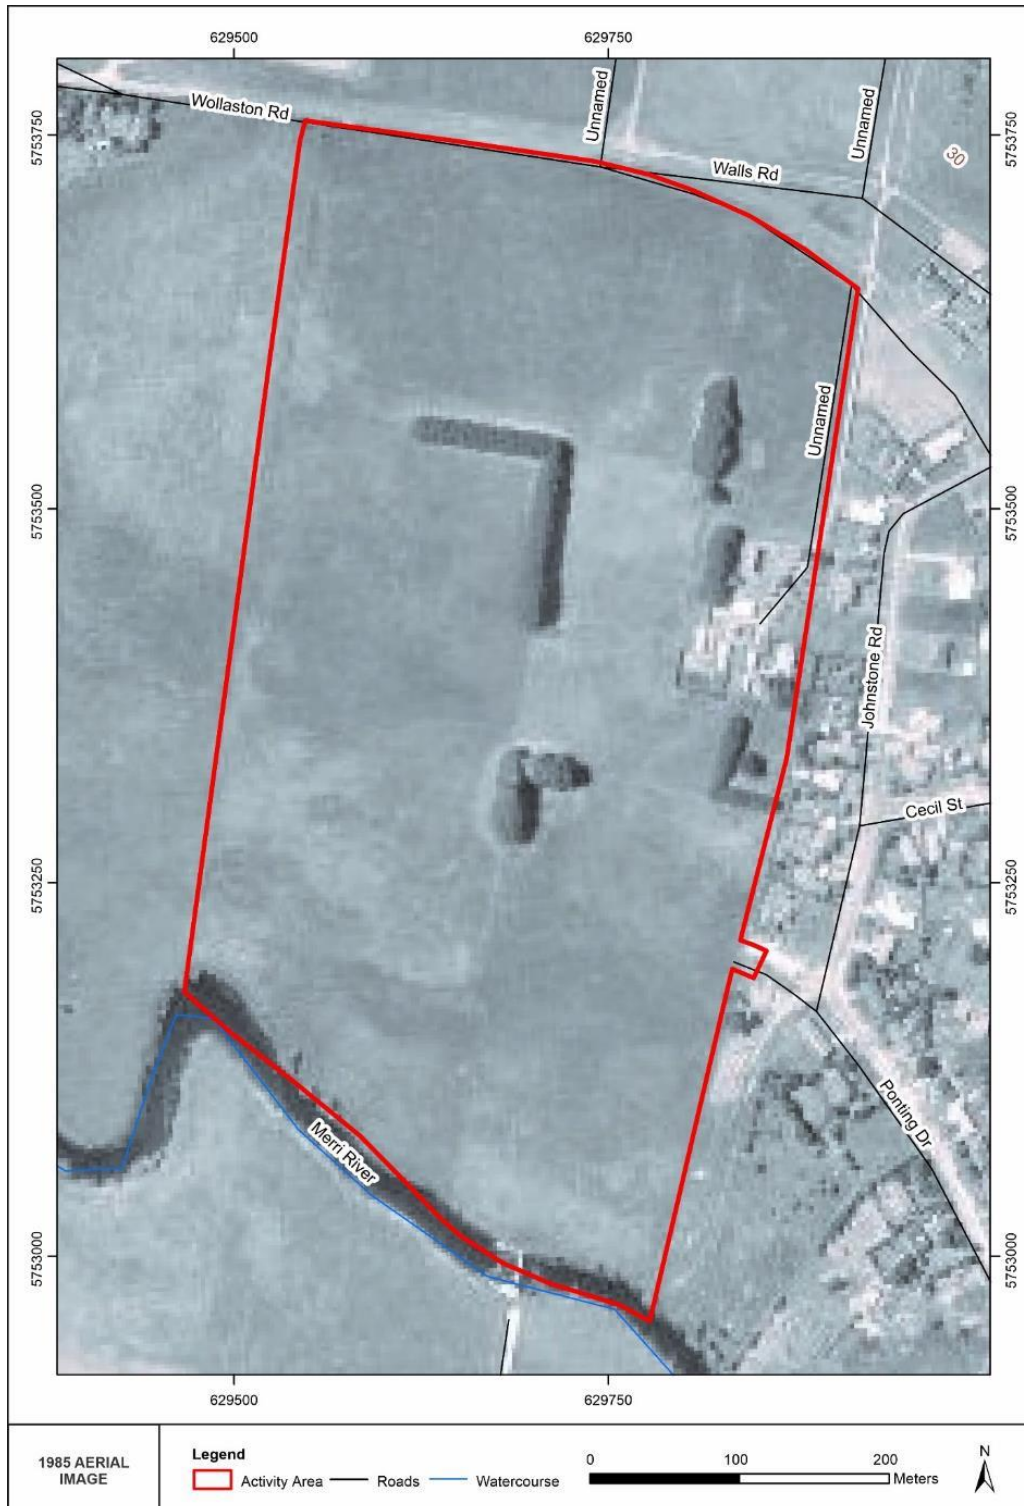 629500
629750
5753750
5753750
Wollaston Rd
Unnamed
Unnamed
Walls Rd
30
5753500
5753500
Unnamed
Johnstone Rd
Cecil St
5753250
5753250
Ponting Dr
Merri River
5753000
5753000
629500
629750
1985 AERIAL
IMAGE
Legend
Activity Area
Roads
Watercourse
0
100
200
Meters
N